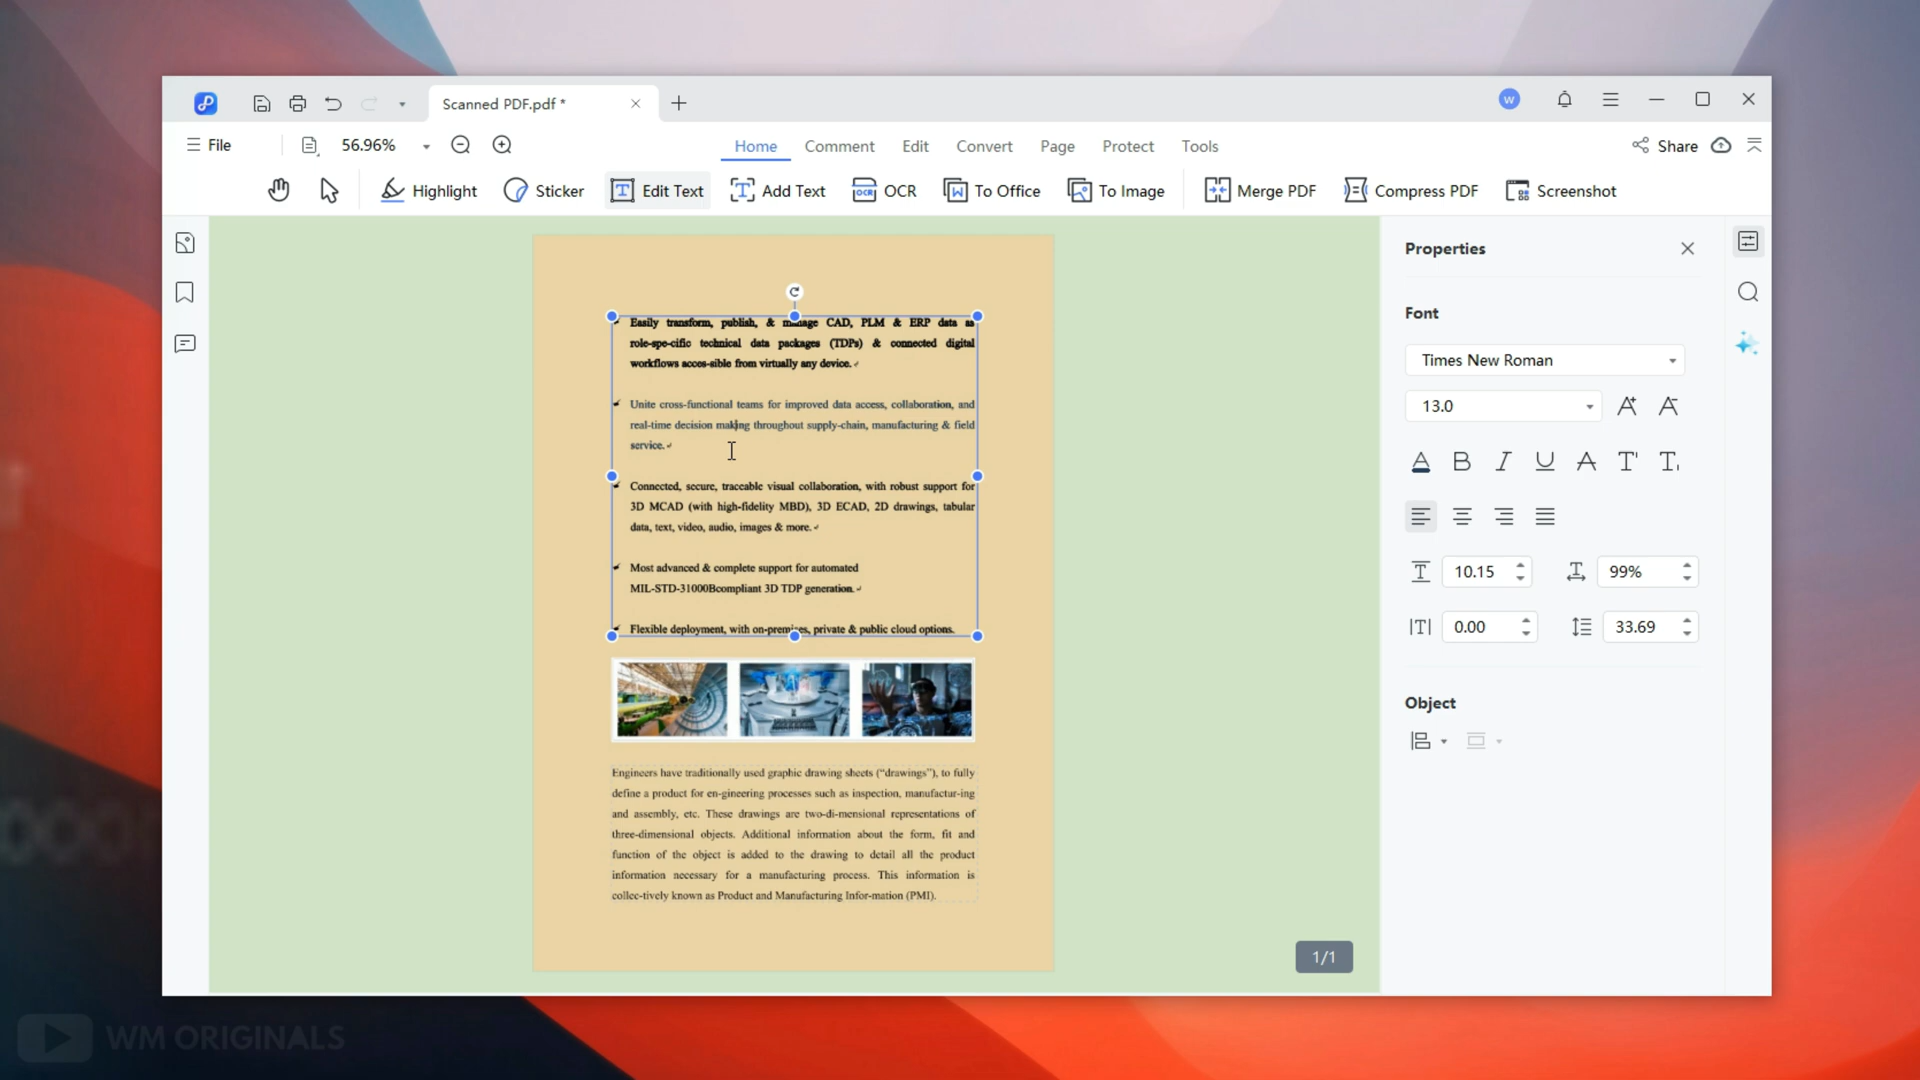 Scanned PDF.pdf *
W
File
56.96%
Home
Comment
Edit
Convert
Page
Protect
Tools
Share
Highlight
Sticker
Edit Text
Add Text
OCR
To Office
To Image
Merge PDF
Compress PDF
Screenshot
Easily transform, publish, & manage CAD, PLM & ERP data as
role-spe-cific technical data packages (TDPs) & connected digital
workflows acces-sible from virtually any device.
Unite cross-functional teams for improved data access, collaboration, and
real-time decision making throughout supply-chain, manufacturing & field
service.
Connected, secure, traceable visual collaboration, with robust support for
3D MCAD (with high-fidelity MBD), 3D ECAD, 2D drawings, tabular
data, text, video, audio, images & more.
Most advanced & complete support for automated
MIL-STD-31000Bcompliant 3D TDP generation.
Flexible deployment, with on-premises, private & public cloud options.
Engineers have traditionally used graphic drawing sheets (“drawings”), to fully
define a product for en-gineering processes such as inspection, manufactur-ing
and assembly, etc. These drawings are two-di-mensional representations of
three-dimensional objects. Additional information about the form, fit and
function of the object is added to the drawing to detail all the product
information necessary for a manufacturing process. This information is
collec-tively known as Product and Manufacturing Infor-mation (PMI).
1/1
Properties
Font
Times New Roman
13.0
10.15
99%
0.00
33.69
Object
WM ORIGINALS